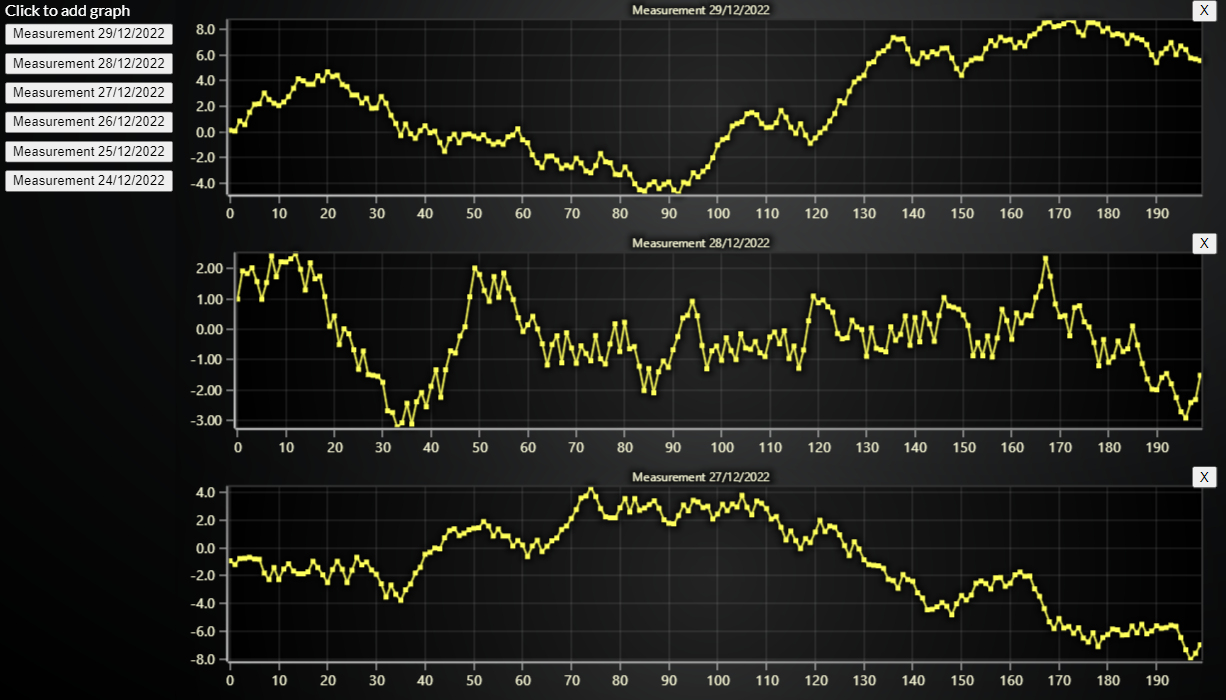 Click to add graph
Measurement 29/12/2022
Measurement 28/12/2022
Measurement 27/12/2022
Measurement 26/12/2022
Measurement 25/12/2022
Measurement 24/12/2022
Measurement 29/12/2022
X
8.0
6.0
4.0
2.0
0.0
-2.0
-4.0
0 10 20 30 40 50 60 70 80 90 100 110 120 130 140 150 160 170 180 190
Measurement 28/12/2022
X
2.00
1.00
0.00
-1.00
-2.00
-3.00
0 10 20 30 40 50 60 70 80 90 100 110 120 130 140 150 160 170 180 190
Measurement 27/12/2022
X
4.0
2.0
0.0
-2.0
-4.0
-6.0
-8.0
0 10 20 30 40 50 60 70 80 90 100 110 120 130 140 150 160 170 180 190